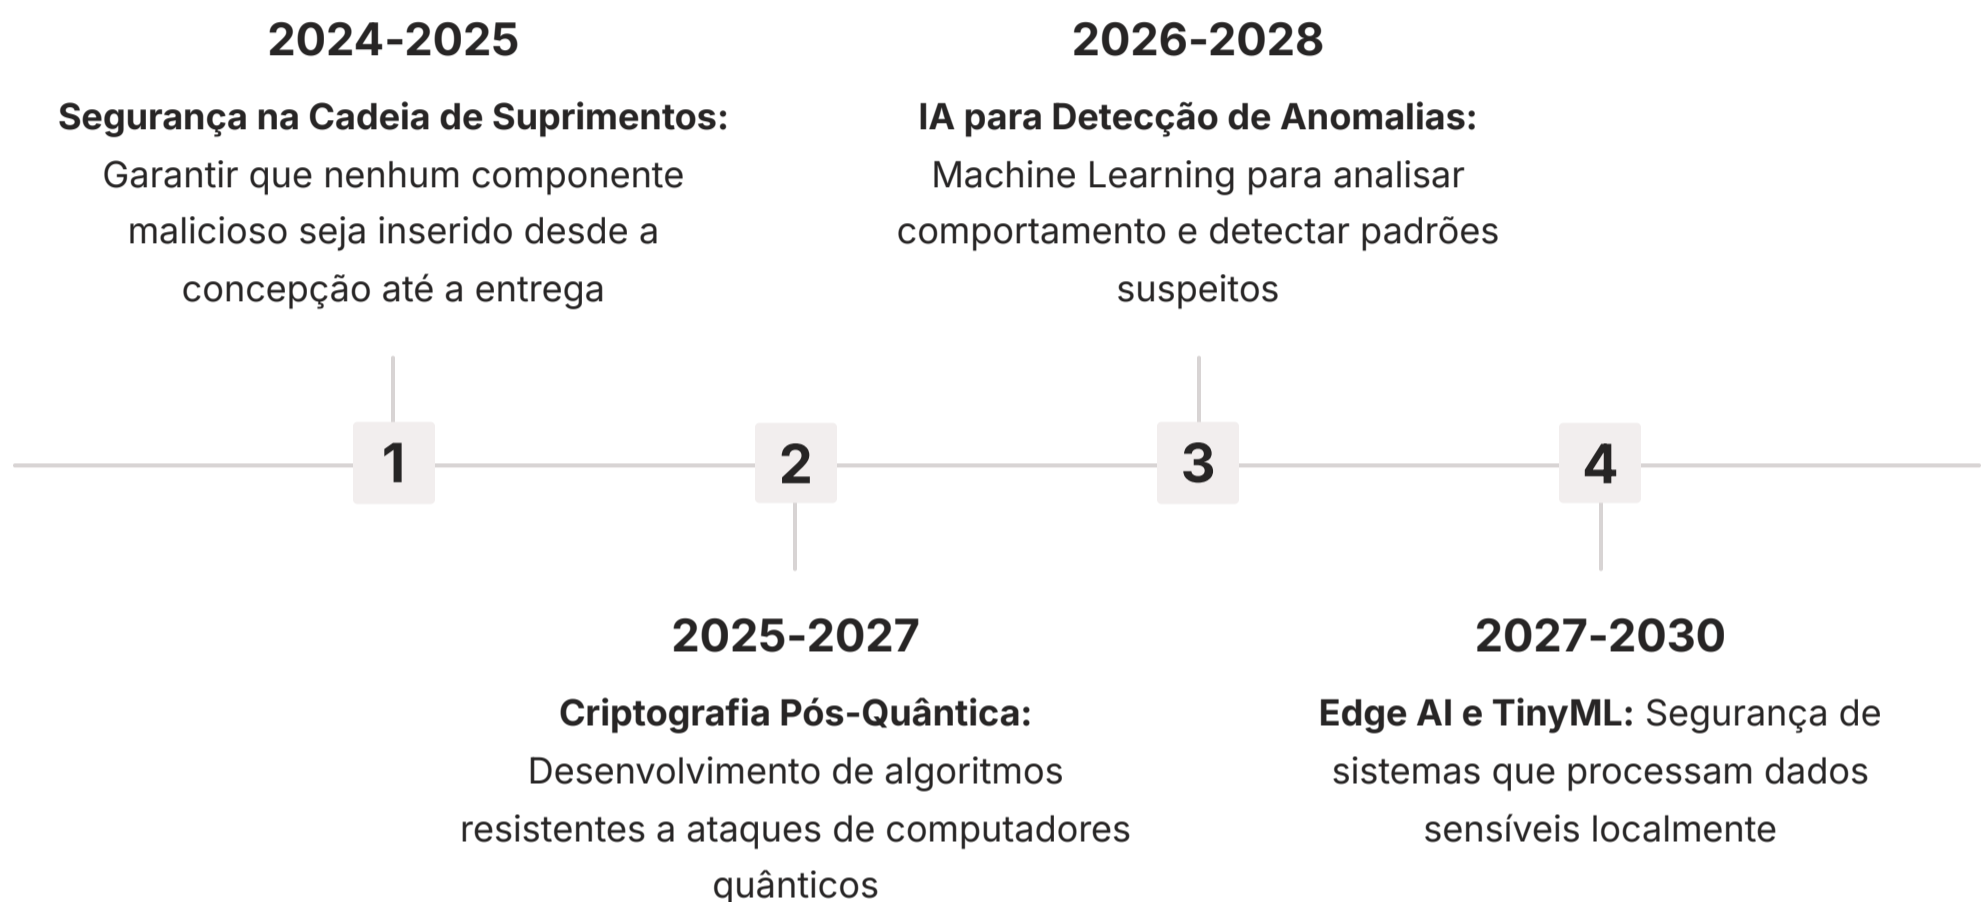 2024-2025
Segurança na Cadeia de Suprimentos:
Garantir que nenhum componente
malicioso seja inserido desde a
concepção até a entrega
2026-2028
IA para Detecção de Anomalias:
Machine Learning para analisar
comportamento e detectar padrões
suspeitos
1
2
3
4
2025-2027
Criptografia Pós-Quântica:
Desenvolvimento de algoritmos
resistentes a ataques de computadores
quânticos
2027-2030
Edge AI e TinyML: Segurança de
sistemas que processam dados
sensíveis localmente